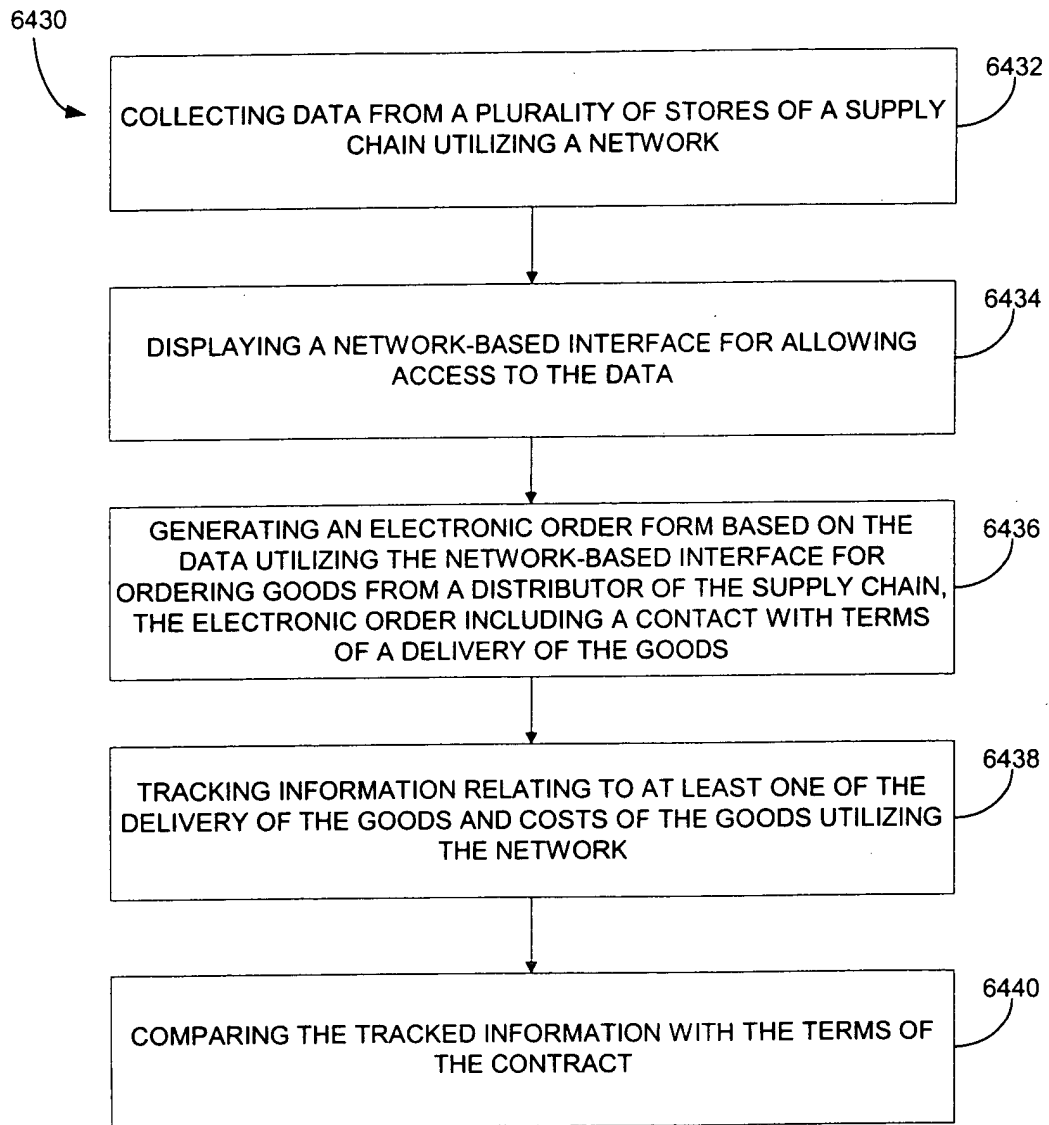 6430
6432
COLLECTING DATA FROM A PLURALITY OF STORES OF A SUPPLY
CHAIN UTILIZING A NETWORK
6434
DISPLAYING A NETWORK-BASED INTERFACE FOR ALLOWING
ACCESS TO THE DATA
6436
GENERATING AN ELECTRONIC ORDER FORM BASED ON THE
DATA UTILIZING THE NETWORK-BASED INTERFACE FOR
ORDERING GOODS FROM A DISTRIBUTOR OF THE SUPPLY CHAIN,
THE ELECTRONIC ORDER INCLUDING A CONTACT WITH TERMS
OF A DELIVERY OF THE GOODS
6438
TRACKING INFORMATION RELATING TO AT LEAST ONE OF THE
DELIVERY OF THE GOODS AND COSTS OF THE GOODS UTILIZING
THE NETWORK
6440
COMPARING THE TRACKED INFORMATION WITH THE TERMS OF
THE CONTRACT